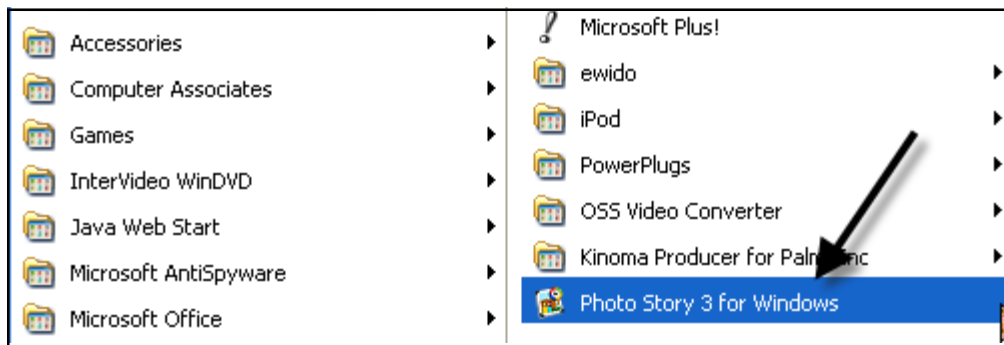 Accessories
Computer Associates
Games
InterVideo WinDVD
Java Web Start
Microsoft AntiSpyware
Microsoft Office
Microsoft Plus!
ewido
iPod
PowerPlugs
OSS Video Converter
Kinoma Producer for Palm Inc
Photo Story 3 for Windows